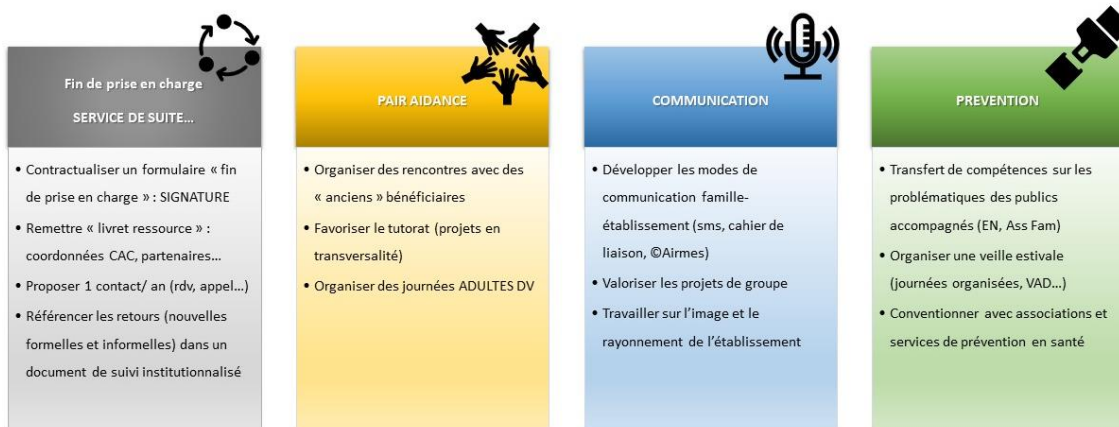 Fin de prise en charge
SERVICE DE SUITE...
• Contractualiser un formulaire « fin
de prise en charge » : SIGNATURE
• Remettre « livret ressource » :
coordonnées CAC, partenaires...
• Proposer 1 contact/ an (rdv, appel...)
• Référencer les retours (nouvelles
formelles et informelles) dans un
document de suivi institutionnalisé
PAIR AIDANCE
• Organiser des rencontres avec des
« anciens » bénéficiaires
• Favoriser le tutorat (projets en
transversalité)
• Organiser des journées ADULTES DV
COMMUNICATION
• Développer les modes de
communication famille-
établissement (sms, cahier de
liaison, ©Airmes)
• Valoriser les projets de groupe
• Travailler sur l'image et le
rayonnement de l'établissement
PREVENTION
• Transfert de compétences sur les
problématiques des publics
accompagnés (EN, Ass Fam)
• Organiser une veille estivale
(journées organisées, VAD...)
• Conventionner avec associations et
services de prévention en santé